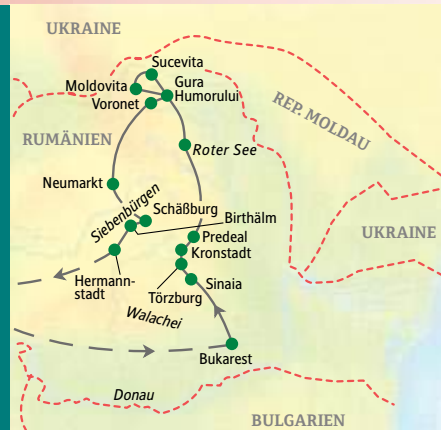 UKRAINE
Sucevita
Moldovita
Gura
Humorului
Voronet
REP. MOLDAU
RUMÄNIEN
Roter See
Neumarkt
Siebenbürgen
Schäßburg
Birthälm
UKRAINE
Predeal
Kronstadt
Hermann-
stadt
Sinaia
Törzburg
Walachei
Bukarest
Donau
BULGARIEN